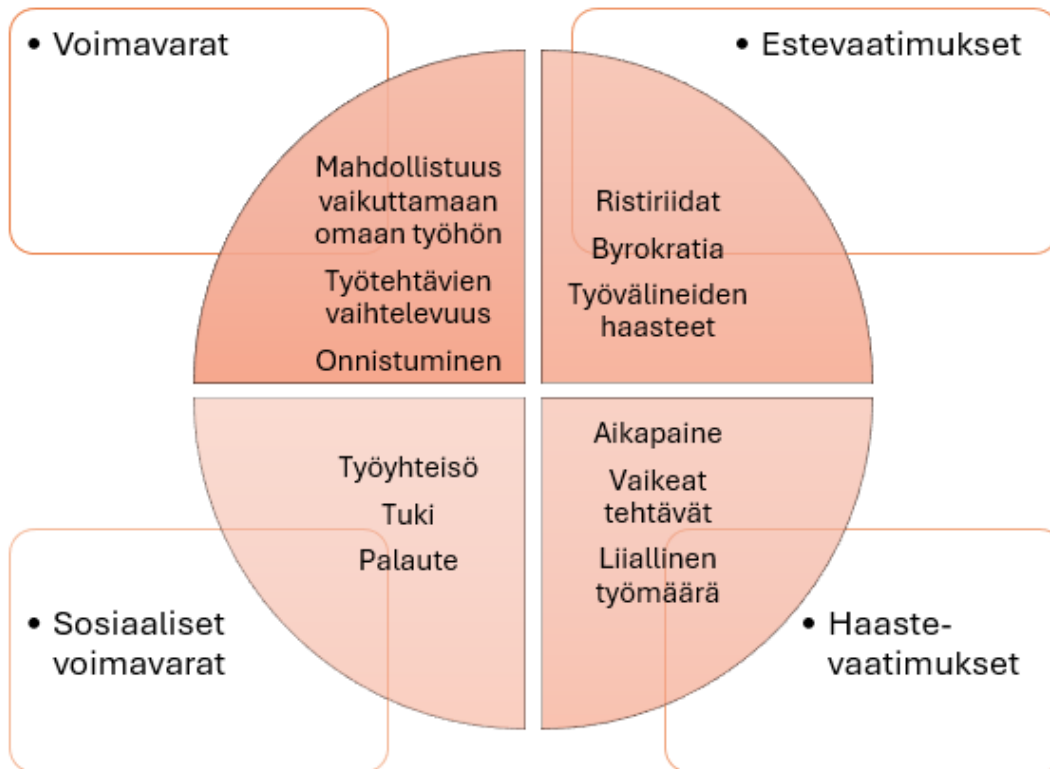 • Voimavarat
Mahdollistuus
vaikuttamaan
omaan työhön
Työtehtävien
vaihtelevuus
Onnistuminen
• Estevaatimukset
Ristiriidat
Byrokratia
Työvälineiden
haasteet
Työyhteisö
Tuki
Palaute
• Sosiaaliset
voimavarat
Aikapaine
Vaikeat
tehtävät
Liiallinen
työmäärä
• Haaste-
vaatimukset